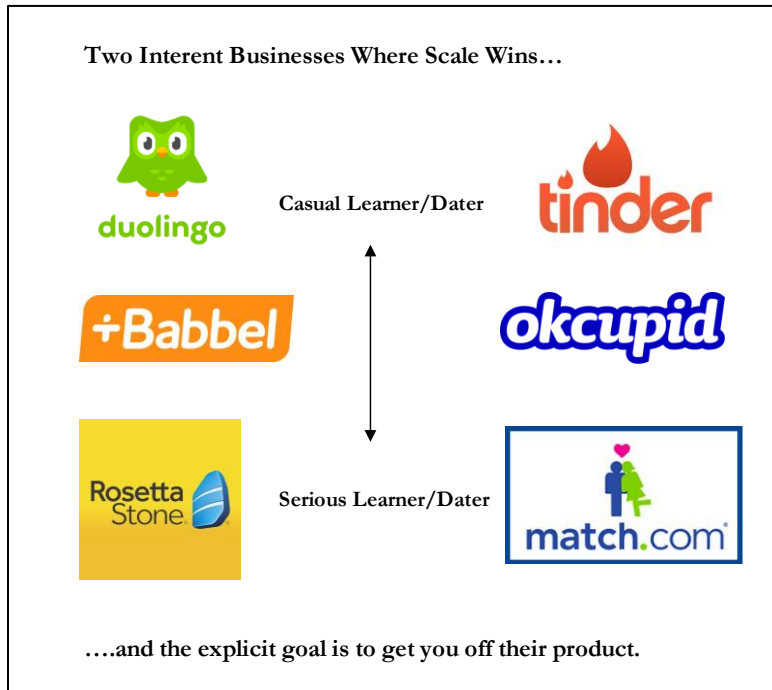 Two Interent Businesses Where Scale Wins…
duolingo
Casual Learner/Dater
tinder
+Babbel
okcupid
Rosetta
Stone
Serious Learner/Dater
match.com
….and the explicit goal is to get you off their product.